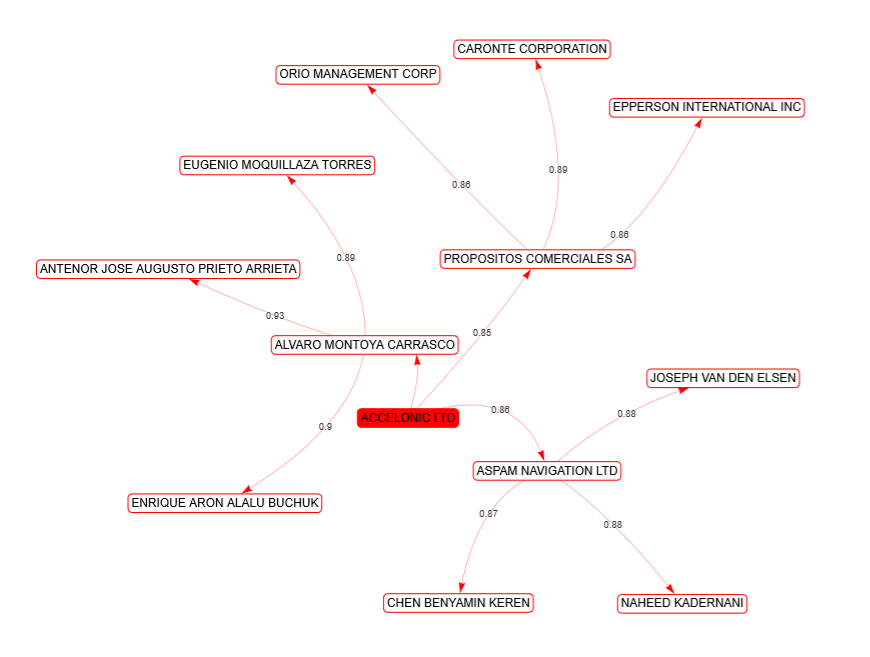 CARONTE CORPORATION
ORIO MANAGEMENT CORP
EPPERSON INTERNATIONAL INC
EUGENIO MOQUILLAZA TORRES
0.89
0.86
0.86
PROPOSITOS COMERCIALES SA
0.89
ANTENOR JOSE AUGUSTO PRIETO ARRIETA
0.93
0.85
ALVARO MONTOYA CARRASCO
JOSEPH VAN DEN ELSEN
ACCELONIC LTD
0.86
0.88
0.9
ASPAM NAVIGATION LTD
ENRIQUE ARON ALALU BUCHUK
0.87
0.88
CHEN BENYAMIN KEREN
NAHEED KADERNANI